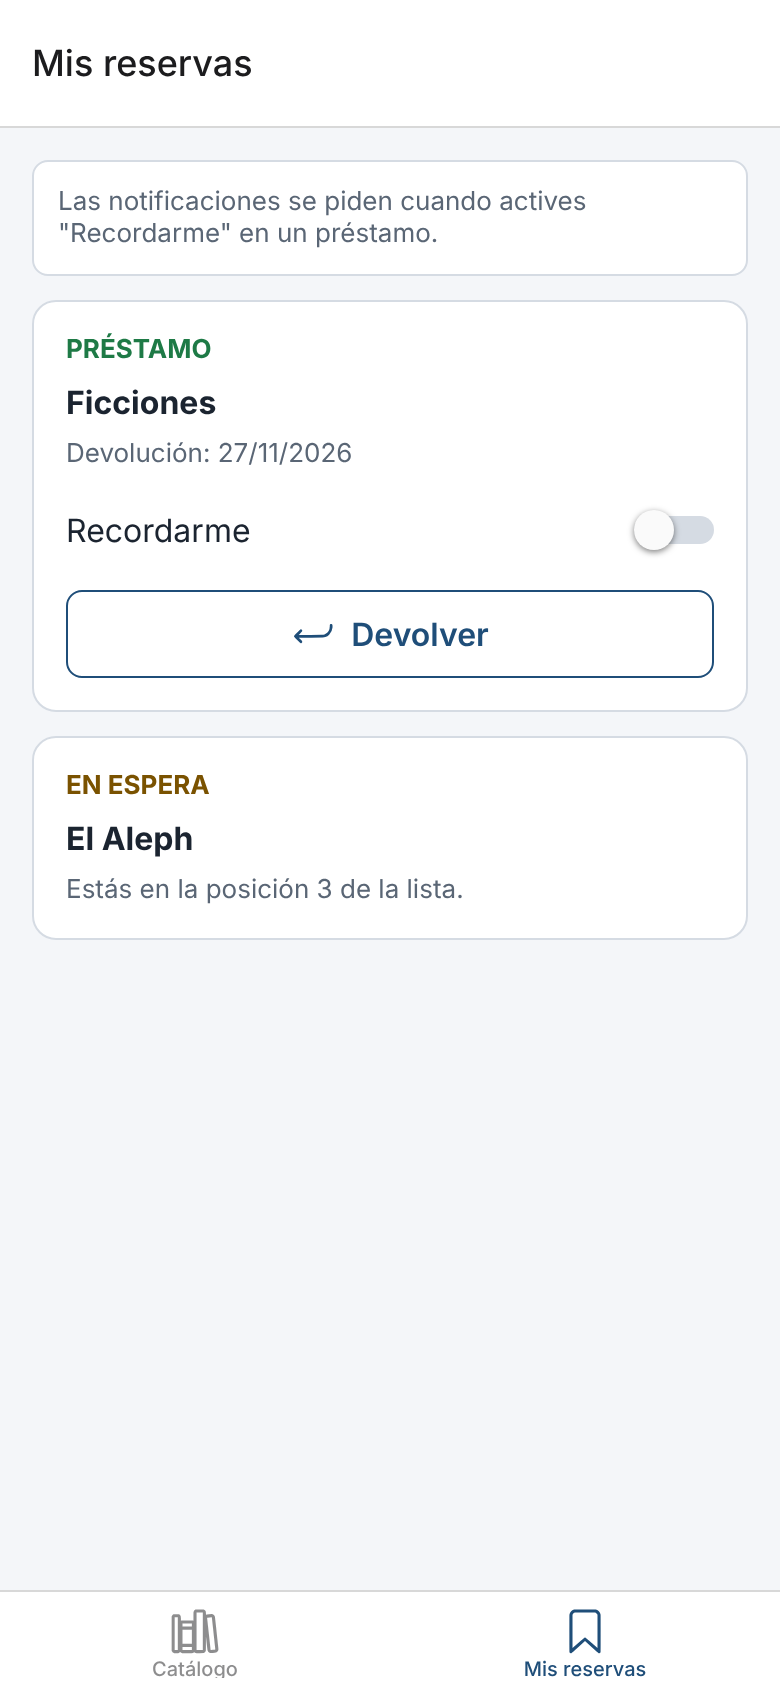 Mis reservas
Las notificaciones se piden cuando actives
"Recordarme" en un préstamo.
PRÉSTAMO
Ficciones
Devolución: 27/11/2026
Recordarme
Devolver
EN ESPERA
El Aleph
Estás en la posición 3 de la lista.
Catálogo
Mis reservas